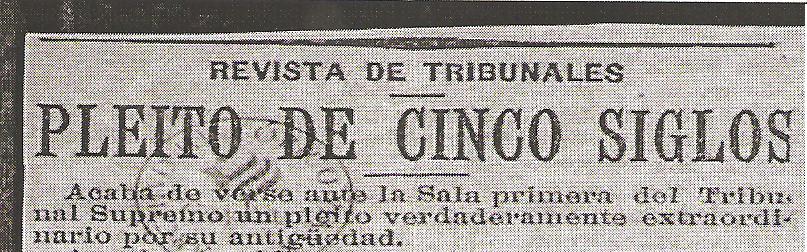 REVISTA DE TRIBUNALES
PLEITO DE CINCO SIGLOS
Acaba de verse ante la Sala primera del Tribu-
nal Supremo un pleito verdaderamente extraordi-
nario por su antigüedad.